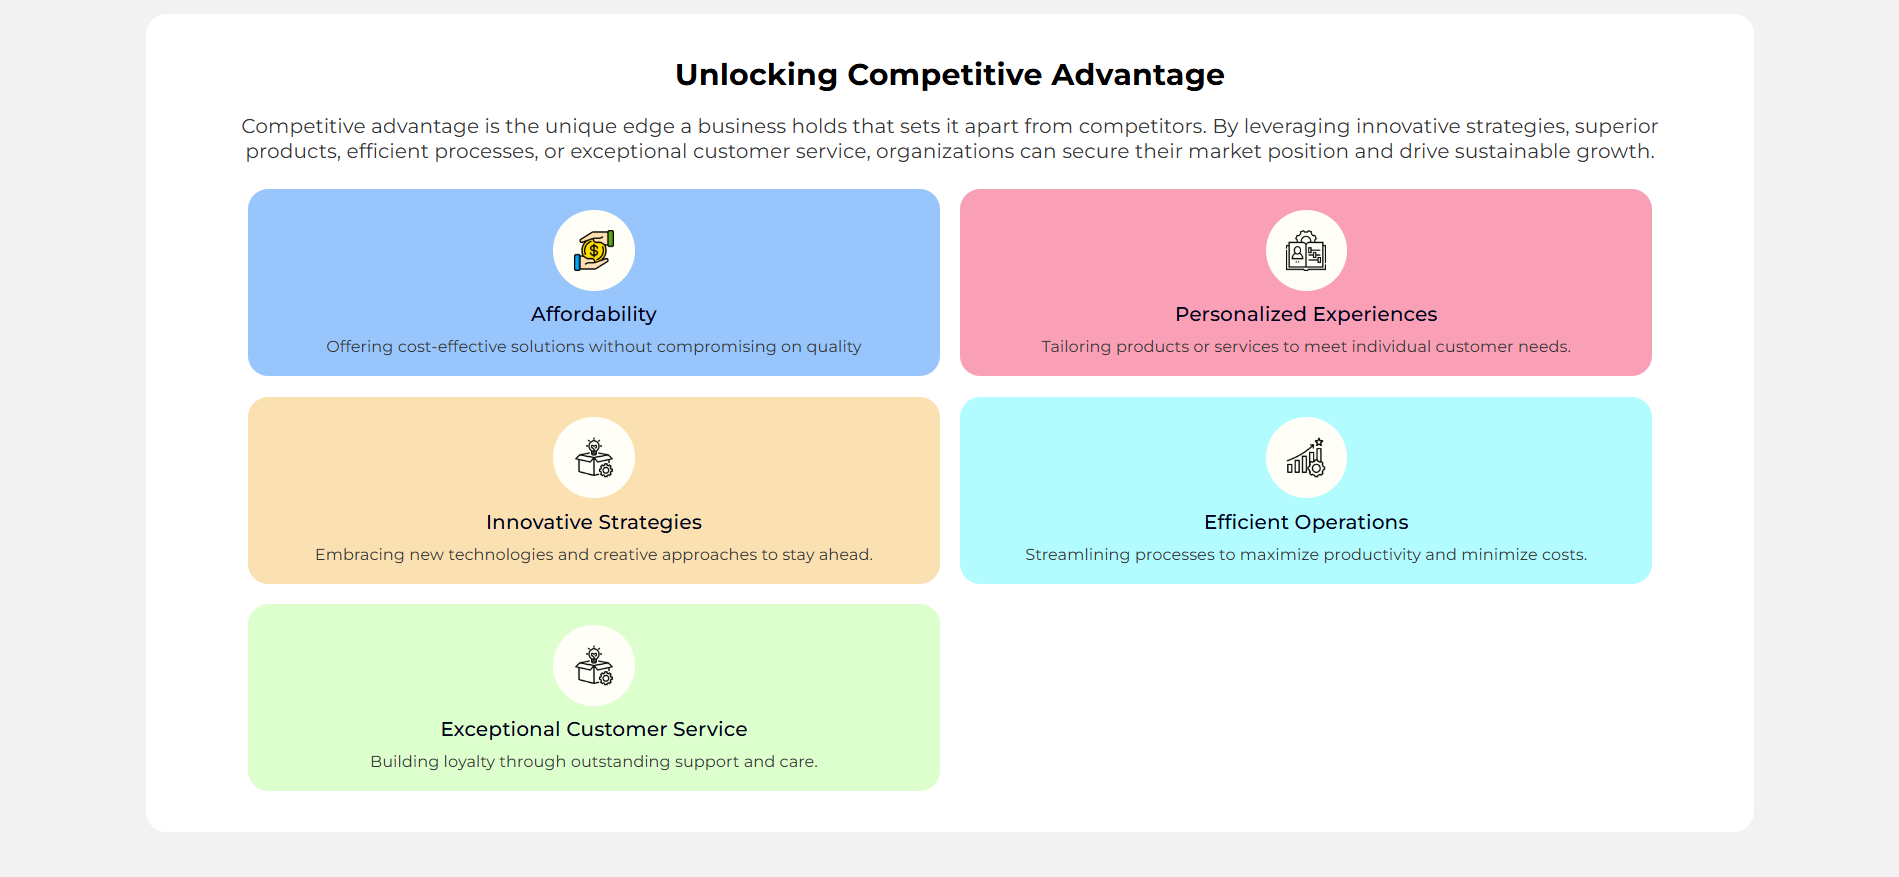 Unlocking Competitive Advantage
Competitive advantage is the unique edge a business holds that sets it apart from competitors. By leveraging innovative strategies, superior
products, efficient processes, or exceptional customer service, organizations can secure their market position and drive sustainable growth.
Affordability
Offering cost-effective solutions without compromising on quality
Personalized Experiences
Tailoring products or services to meet individual customer needs.
Innovative Strategies
Embracing new technologies and creative approaches to stay ahead.
Efficient Operations
Streamlining processes to maximize productivity and minimize costs.
Exceptional Customer Service
Building loyalty through outstanding support and care.